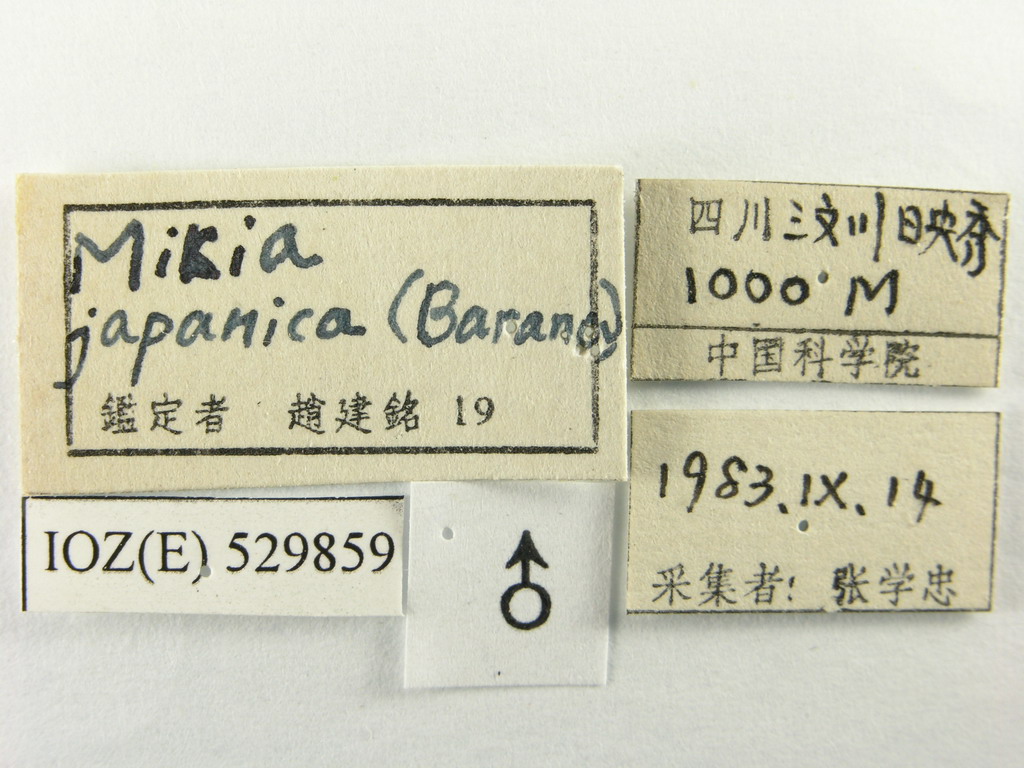 Mikia
japanica (Baranov)
鑑定者 趙建銘 19
四川汶川映秀
1000 M
中国科学院
1983.IX.14
采集者: 张学忠
IOZ(E) 529859
♂